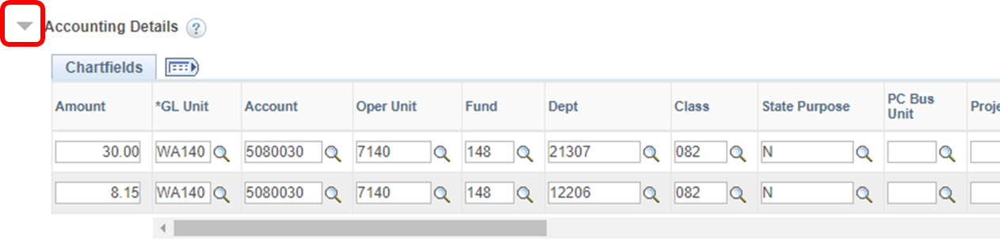 Accounting Details ?
Chartfields
Amount *GL Unit Account Oper Unit Fund Dept Class State Purpose PC Bus Unit Proje
30.00 WA140 5080030 7140 148 21307 082 N
8.15 WA140 5080030 7140 148 12206 082 N